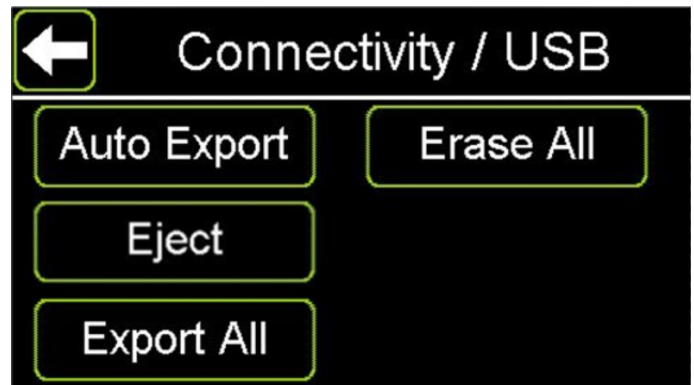 Connectivity / USB
Auto Export
Erase All
Eject
Export All